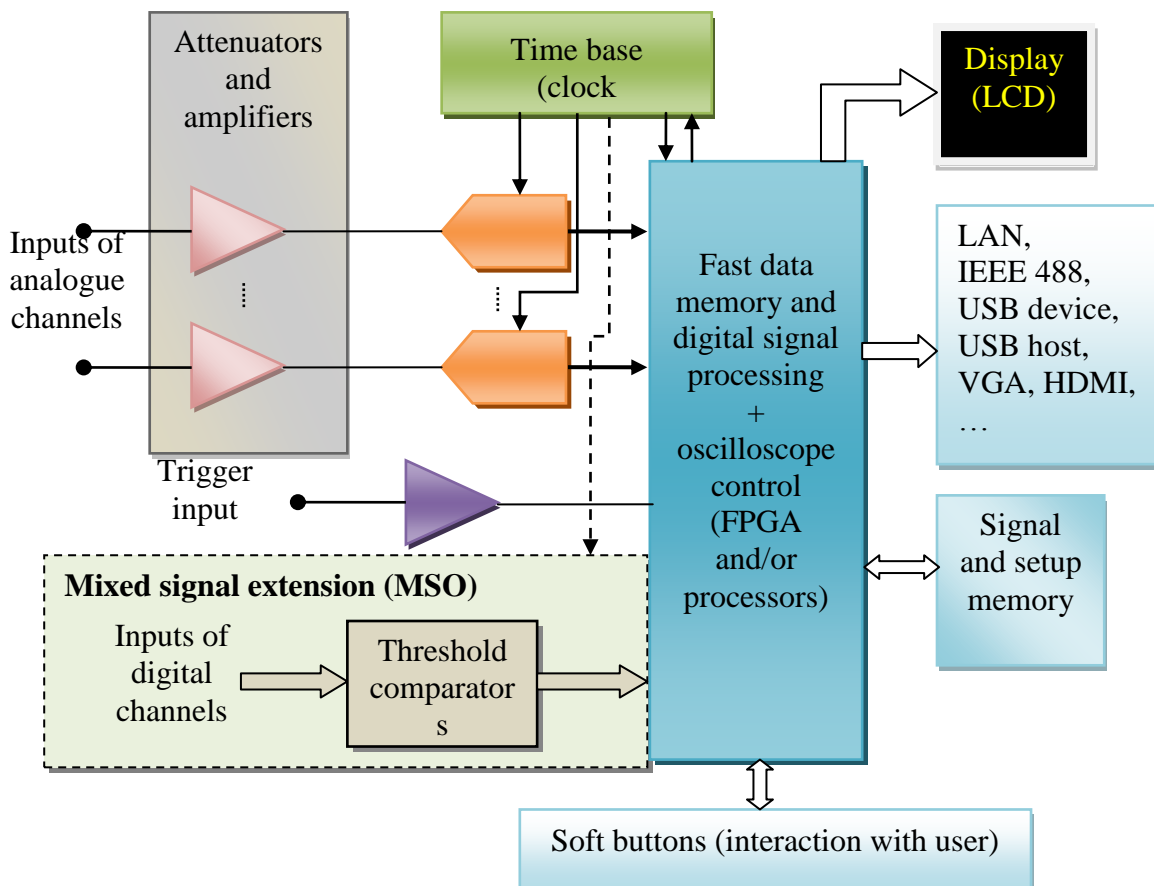 Attenuators
and
amplifiers
Time base
(clock
Display
(LCD)
Inputs of
analogue
channels
LAN,
IEEE 488,
USB device,
USB host,
VGA, HDMI,
…
Fast data
memory and
digital signal
processing
+
oscilloscope
control
(FPGA
and/or
processors)
Trigger
input
Signal
and setup
memory
Mixed signal extension (MSO)
Inputs of
digital
channels
Threshold
comparator
s
Soft buttons (interaction with user)